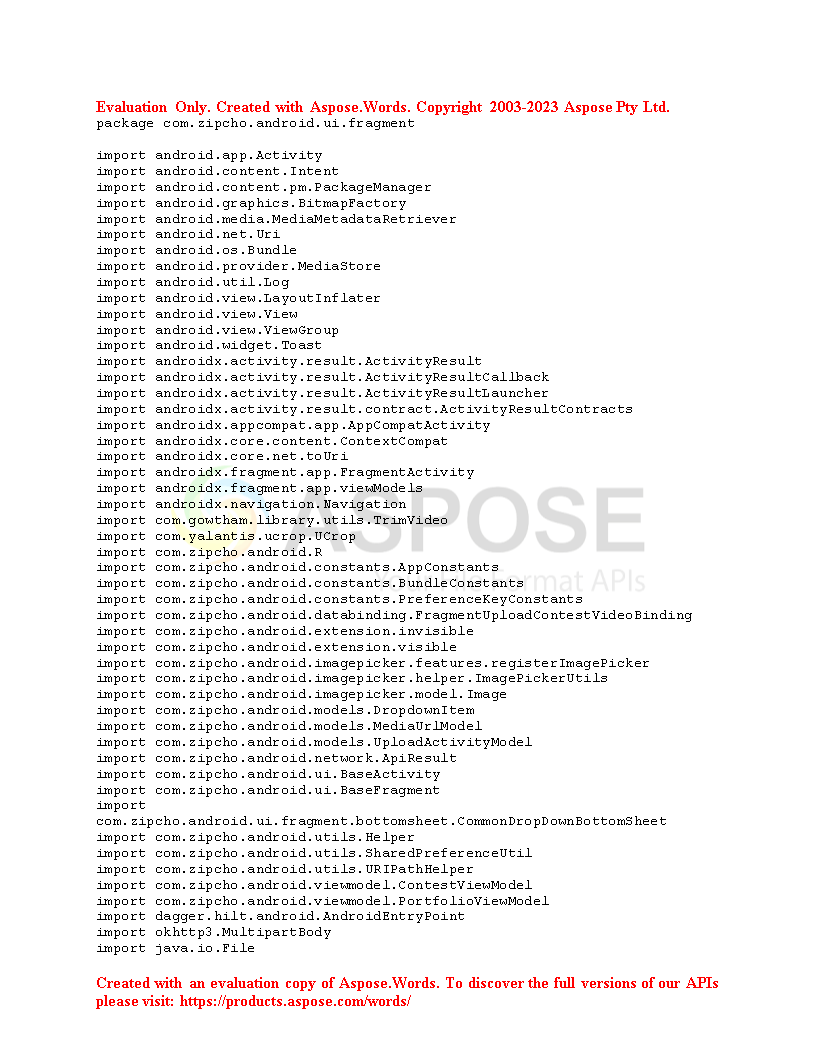 Evaluation Only. Created with Aspose.Words. Copyright 2003-2023 Aspose Pty Ltd.
package com.zipcho.android.ui.fragment
import android.app.Activity
import android.content.Intent
import android.content.pm.PackageManager
import android.graphics.BitmapFactory
import android.media.MediaMetadataRetriever
import android.net.Uri
import android.os.Bundle
import android.provider.MediaStore
import android.util.Log
import android.view.LayoutInflater
import android.view.View
import android.view.ViewGroup
import android.widget.Toast
import androidx.activity.result.ActivityResult
import androidx.activity.result.ActivityResultCallback
import androidx.activity.result.ActivityResultLauncher
import androidx.activity.result.contract.ActivityResultContracts
import androidx.appcompat.app.AppCompatActivity
import androidx.core.content.ContextCompat
import androidx.core.net.toUri
import androidx.fragment.app.FragmentActivity
import androidx.fragment.app.viewModels
import androidx.navigation.Navigation
import com.gowtham.library.utils.TrimVideo
ASPOSE
import com.yalantis.ucrop.UCrop
import com.zipcho.android.R
import com.zipcho.android.constants.AppConstants
import com.zipcho.android.constants.BundleConstants
format APIs
import com.zipcho.android.constants.PreferenceKeyConstants
import com.zipcho.android.databinding.FragmentUploadContestVideoBinding
import com.zipcho.android.extension.invisible
import com.zipcho.android.extension.visible
import com.zipcho.android.imagepicker.features.registerImagePicker
import com.zipcho.android.imagepicker.helper.ImagePickerUtils
import com.zipcho.android.imagepicker.model.Image
import com.zipcho.android.models.DropdownItem
import com.zipcho.android.models.MediaUrlModel
import com.zipcho.android.models.UploadActivityModel
import com.zipcho.android.network.ApiResult
import com.zipcho.android.ui.BaseActivity
import com.zipcho.android.ui.BaseFragment
import
com.zipcho.android.ui.fragment.bottomsheet.CommonDropDownBottomSheet
import com.zipcho.android.utils.Helper
import com.zipcho.android.utils.SharedPreferenceUtil
import com.zipcho.android.utils.URIPathHelper
import com.zipcho.android.viewmodel.ContestViewModel
import com.zipcho.android.viewmodel.PortfolioViewModel
import dagger.hilt.android.AndroidEntryPoint
import okhttp3.MultipartBody
import java.io.File
Created with an evaluation copy of Aspose.Words. To discover the full versions of our APIs
please visit: https://products.aspose.com/words/